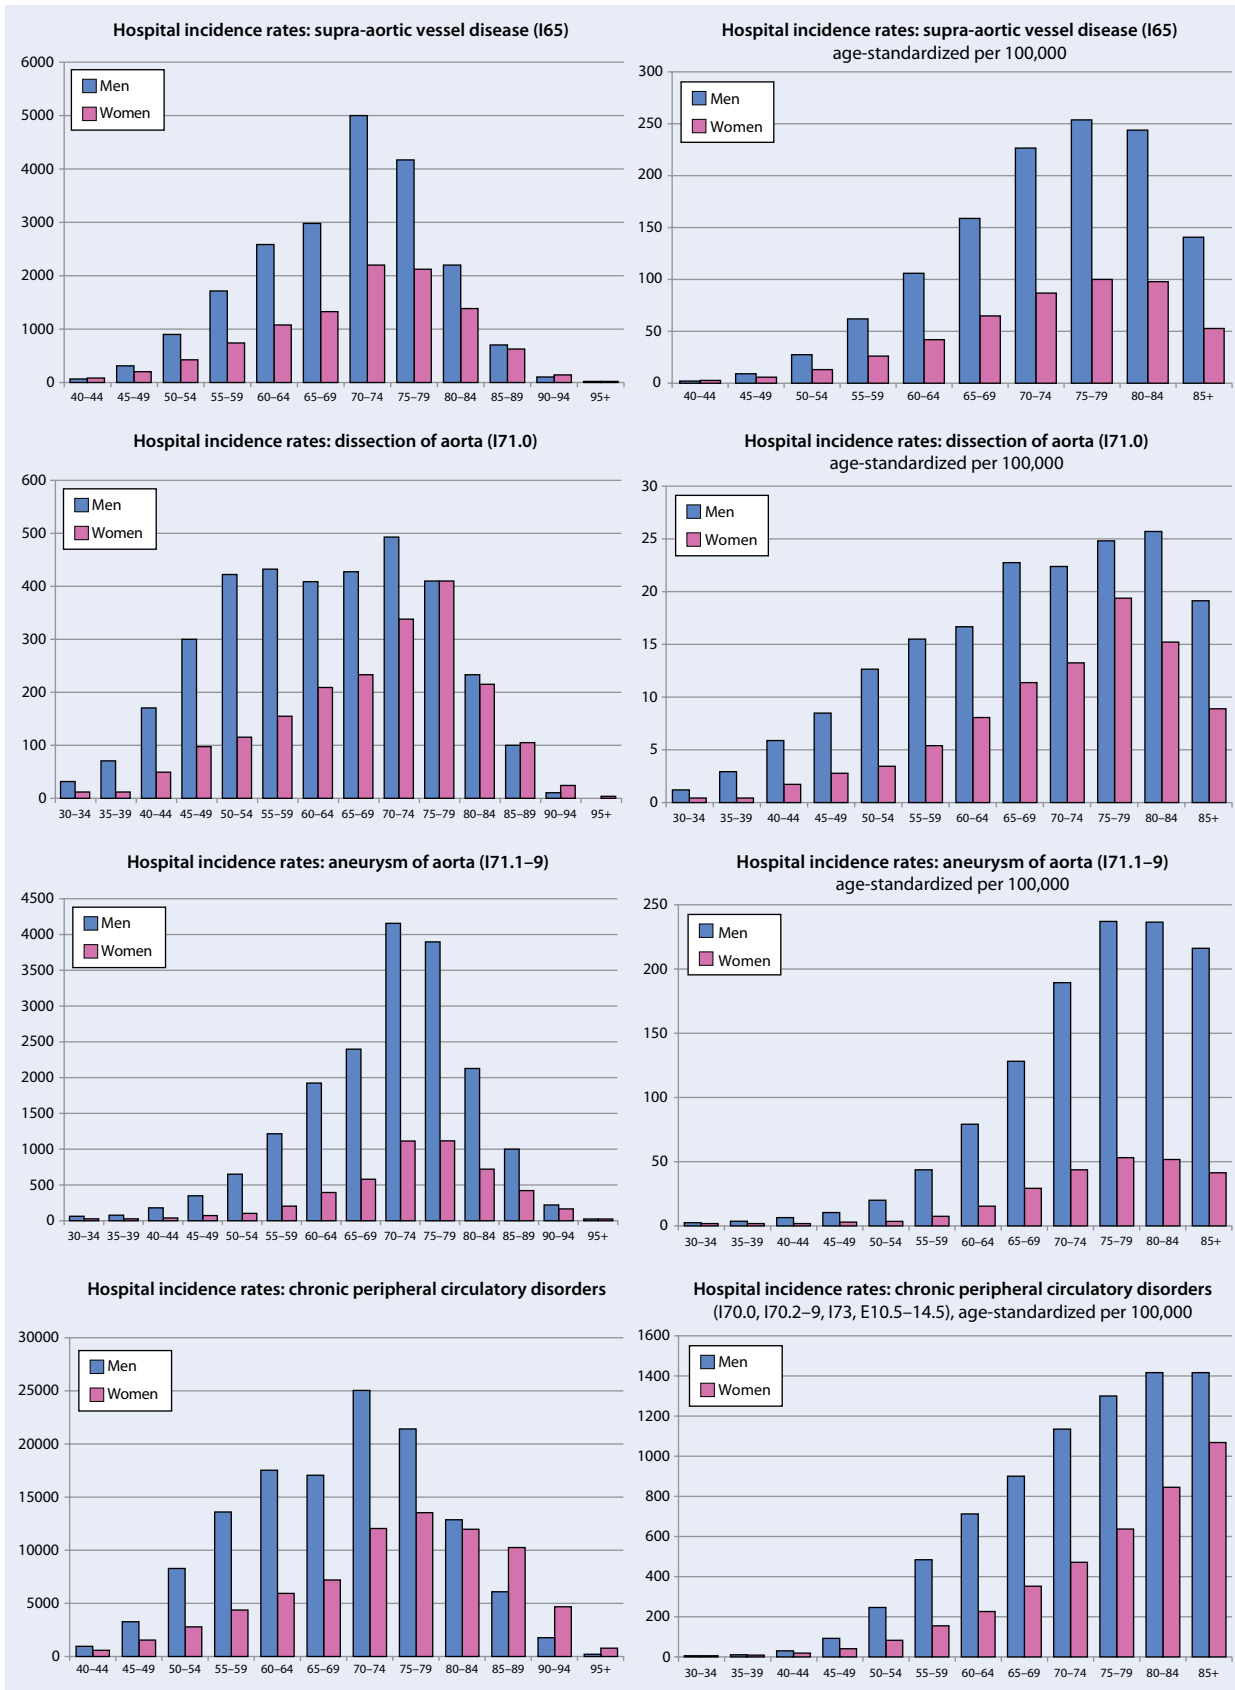 Hospital incidence rates: supra-aortic vessel disease (I65)
6000
5000
4000
3000
2000
1000
0
Men
Women
40–44 45–49 50–54 55–59 60–64 65–69 70–74 75–79 80–84 85–89 90–94 95+
Hospital incidence rates: supra-aortic vessel disease (I65)
age-standardized per 100,000
300
250
200
150
100
50
0
Men
Women
40–44 45–49 50–54 55–59 60–64 65–69 70–74 75–79 80–84 85+
Hospital incidence rates: dissection of aorta (I71.0)
600
500
400
300
200
100
0
Men
Women
30–34 35–39 40–44 45–49 50–54 55–59 60–64 65–69 70–74 75–79 80–84 85–89 90–94 95+
Hospital incidence rates: dissection of aorta (I71.0)
age-standardized per 100,000
30
25
20
15
10
5
0
Men
Women
30–34 35–39 40–44 45–49 50–54 55–59 60–64 65–69 70–74 75–79 80–84 85+
Hospital incidence rates: aneurysm of aorta (I71.1–9)
4500
4000
3500
3000
2500
2000
1500
1000
500
0
Men
Women
30–34 35–39 40–44 45–49 50–54 55–59 60–64 65–69 70–74 75–79 80–84 85–89 90–94 95+
Hospital incidence rates: aneurysm of aorta (I71.1–9)
age-standardized per 100,000
250
200
150
100
50
0
Men
Women
30–34 35–39 40–44 45–49 50–54 55–59 60–64 65–69 70–74 75–79 80–84 85+
Hospital incidence rates: chronic peripheral circulatory disorders
30000
25000
20000
15000
10000
5000
0
Men
Women
40–44 45–49 50–54 55–59 60–64 65–69 70–74 75–79 80–84 85–89 90–94 95+
Hospital incidence rates: chronic peripheral circulatory disorders
(I70.0, I70.2–9, I73, E10.5–14.5), age-standardized per 100,000
1600
1400
1200
1000
800
600
400
200
0
Men
Women
30–34 35–39 40–44 45–49 50–54 55–59 60–64 65–69 70–74 75–79 80–84 85+